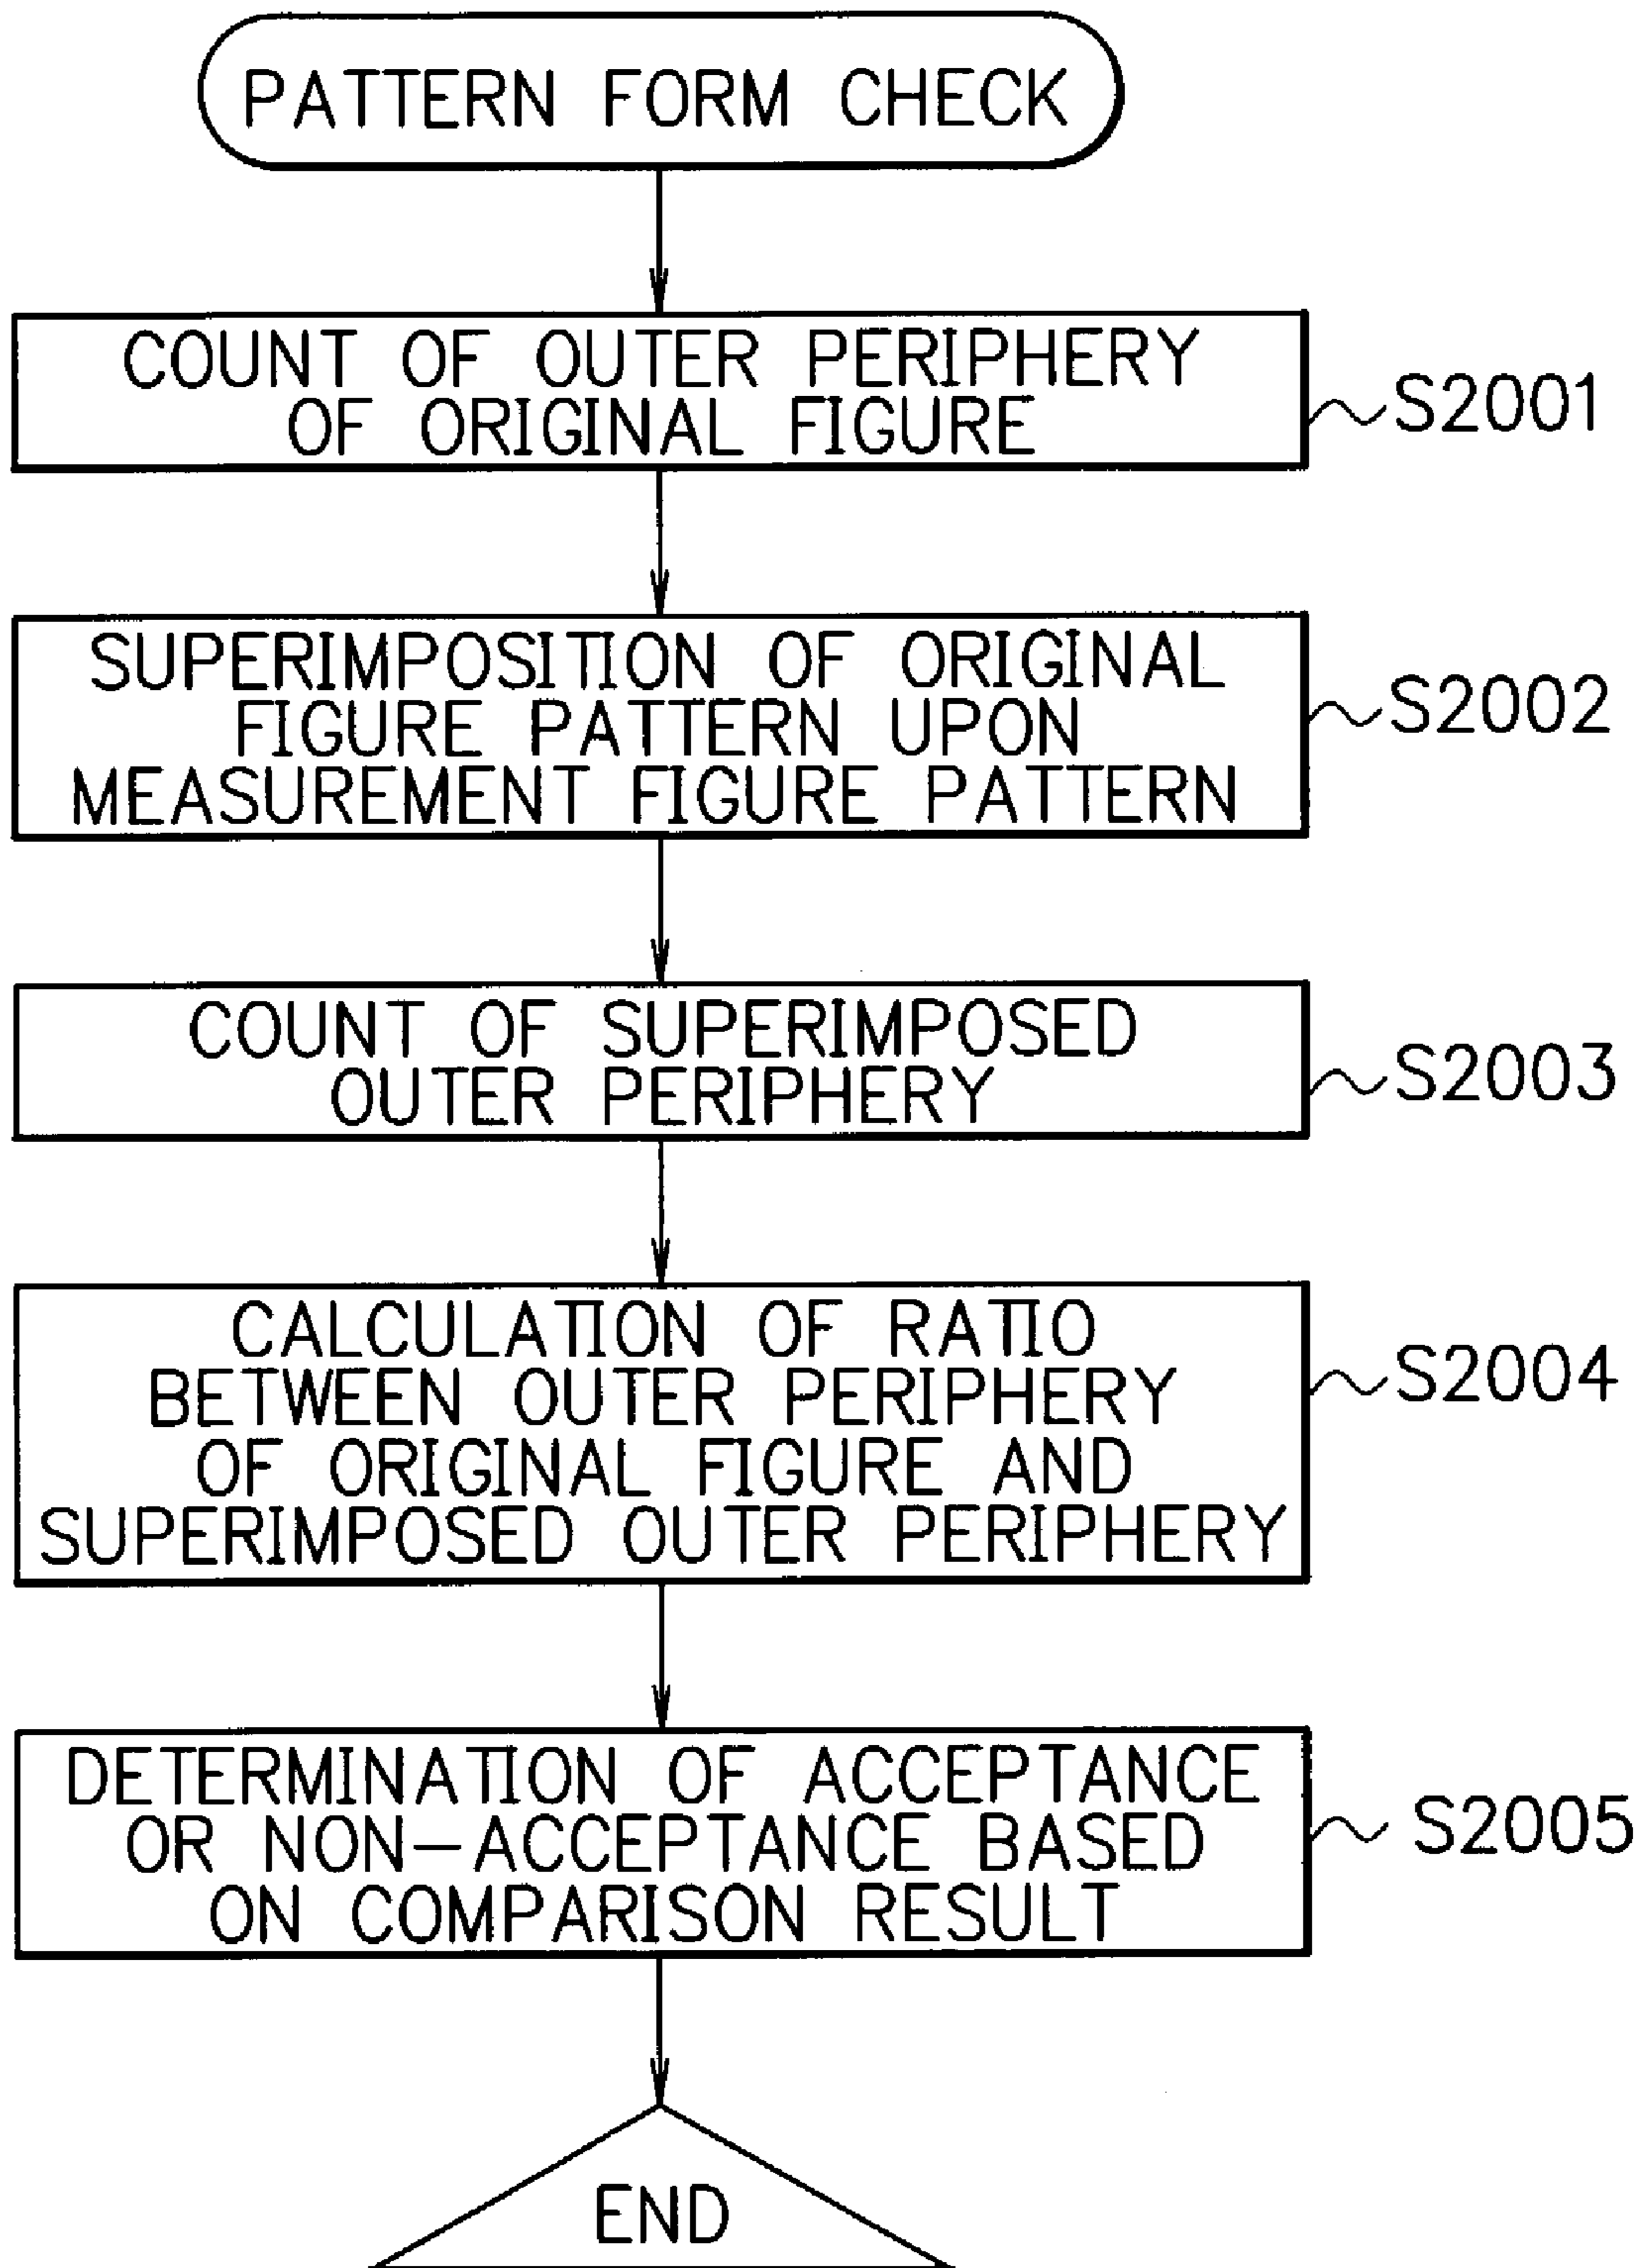 PATTERN FORM CHECK
COUNT OF OUTER PERIPHERY
OF ORIGINAL FIGURE
S2001
SUPERIMPOSITION OF ORIGINAL
FIGURE PATTERN UPON
MEASUREMENT FIGURE PATTERN
S2002
COUNT OF SUPERIMPOSED
OUTER PERIPHERY
S2003
CALCULATION OF RATIO
BETWEEN OUTER PERIPHERY
OF ORIGINAL FIGURE AND
SUPERIMPOSED OUTER PERIPHERY
S2004
DETERMINATION OF ACCEPTANCE
OR NON-ACCEPTANCE BASED
ON COMPARISON RESULT
S2005
END